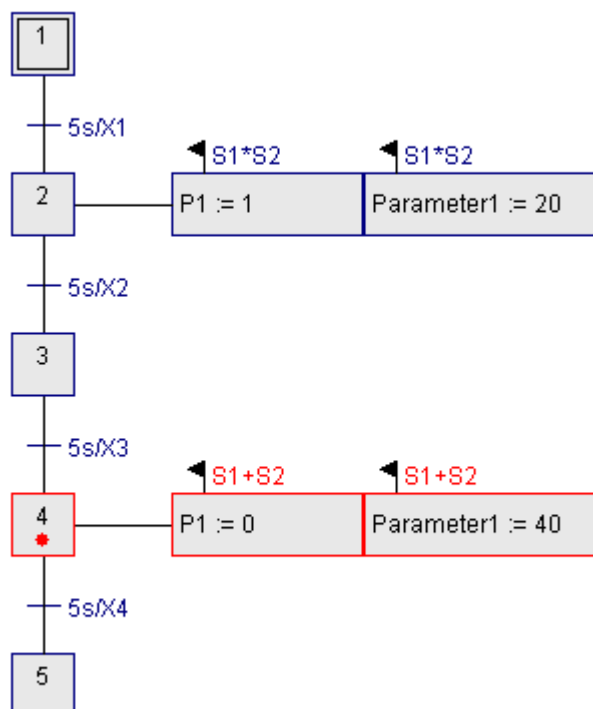 1
5s/X1
S1*S2 S1*S2
2 P1 := 1 Parameter1 := 20
5s/X2
3
5s/X3
S1+S2 S1+S2
4 P1 := 0 Parameter1 := 40
5s/X4
5